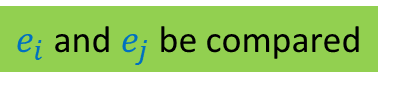 e_i and e_j be compared